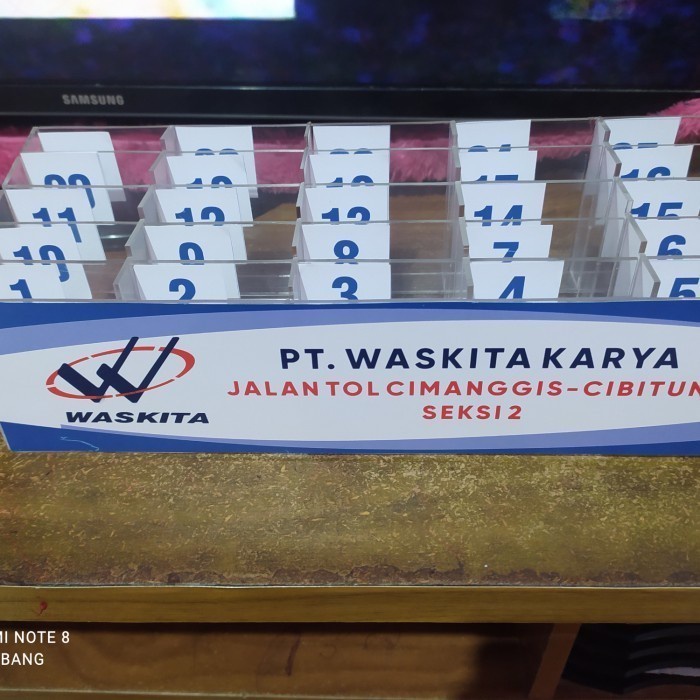 SAMSUNG
11
12
13
14
15
10
9
8
7
6
1
2
3
4
5
WASKITA
PT. WASKITA KARYA
JALAN TOL CIMANGGIS-CIBITUN
SEKSI 2
MI NOTE 8
BANG